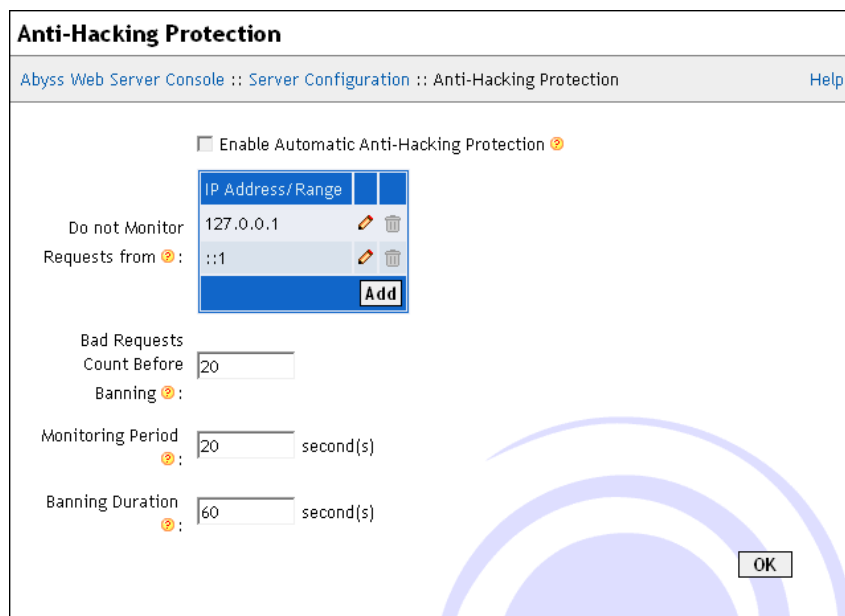 Anti-Hacking Protection
Abyss Web Server Console :: Server Configuration :: Anti-Hacking Protection Help
Enable Automatic Anti-Hacking Protection ?
IP Address/Range
Do not Monitor
Requests from ? :
127.0.0.1
::1
Add
Bad Requests
Count Before
Banning ? :
20
Monitoring Period
? :
20 second(s)
Banning Duration
? :
60 second(s)
OK